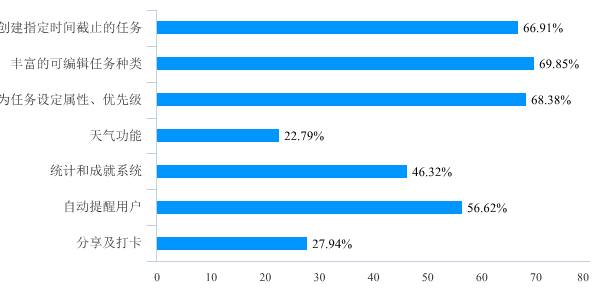 创建指定时间截止的任务 66.91%
丰富的可编辑任务种类 69.85%
为任务设定属性、优先级 68.38%
天气功能 22.79%
统计和成就系统 46.32%
自动提醒用户 56.62%
分享及打卡 27.94%
0 10 20 30 40 50 60 70 80